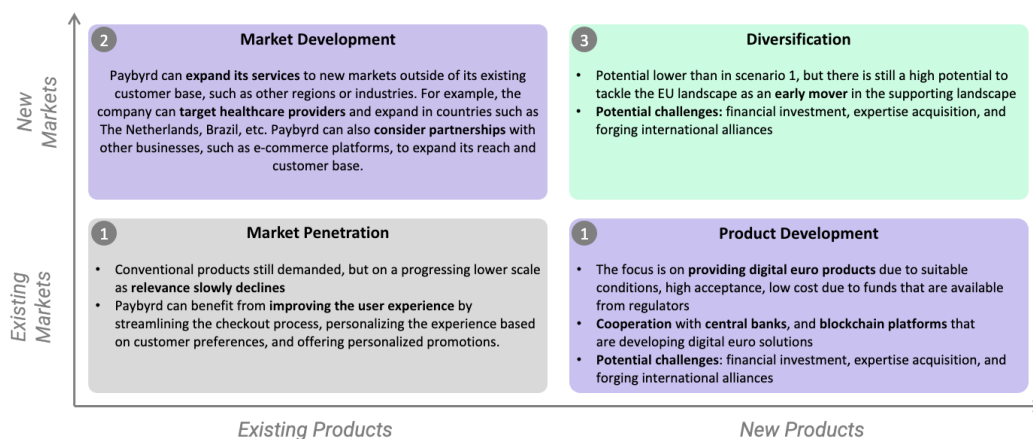 2
Market Development
Paybyrd can expand its services to new markets outside of its existing
customer base, such as other regions or industries. For example, the
company can target healthcare providers and expand in countries such as
The Netherlands, Brazil, etc. Paybyrd can also consider partnerships with
other businesses, such as e-commerce platforms, to expand its reach and
customer base.
3
Diversification
• Potential lower than in scenario 1, but there is still a high potential to
tackle the EU landscape as an early mover in the supporting landscape
• Potential challenges: financial investment, expertise acquisition, and
forging international alliances
New
Markets
1
Market Penetration
• Conventional products still demanded, but on a progressing lower scale
as relevance slowly declines
• Paybyrd can benefit from improving the user experience by
streamlining the checkout process, personalizing the experience based
on customer preferences, and offering personalized promotions.
1
Product Development
• The focus is on providing digital euro products due to suitable
conditions, high acceptance, low cost due to funds that are available
from regulators
• Cooperation with central banks, and blockchain platforms that
are developing digital euro solutions
• Potential challenges: financial investment, expertise acquisition, and
forging international alliances
Existing
Markets
Existing Products
New Products